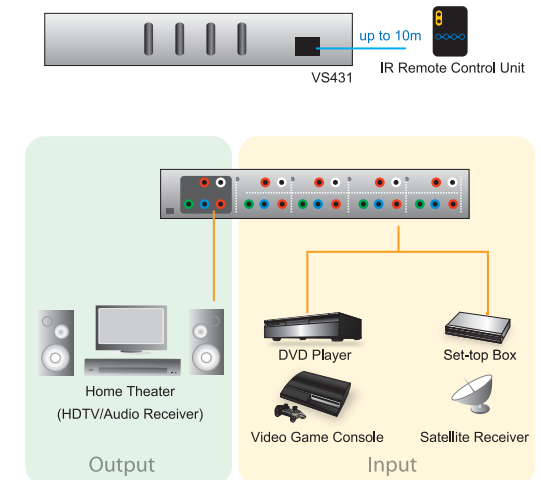 up to 10m
VS431
IR Remote Control Unit
DVD Player
Set-top Box
Home Theater
(HDTV/Audio Receiver)
Video Game Console
Satellite Receiver
Output
Input